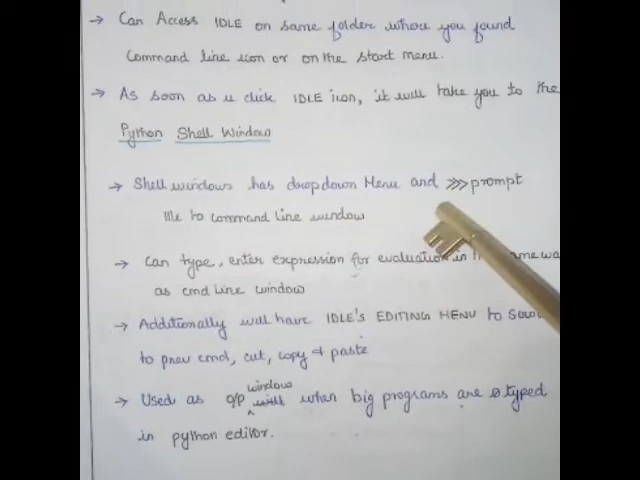 → Can Access IDLE on same folder where you found
Command line icon or on the start menu.
→ As soon as u click IDLE icon, it will take you to the
Python Shell Window
→ Shell windows has dropdown Menu and >>> prompt
llle to command line window
→ Can type, enter expression for evaluation in
as cmd line window
→ Additionally will have IDLE'S EDITING MENU to
to prev cmd, cut, copy & paste
→ Used as o/p window when big programs are typed
in python editor.